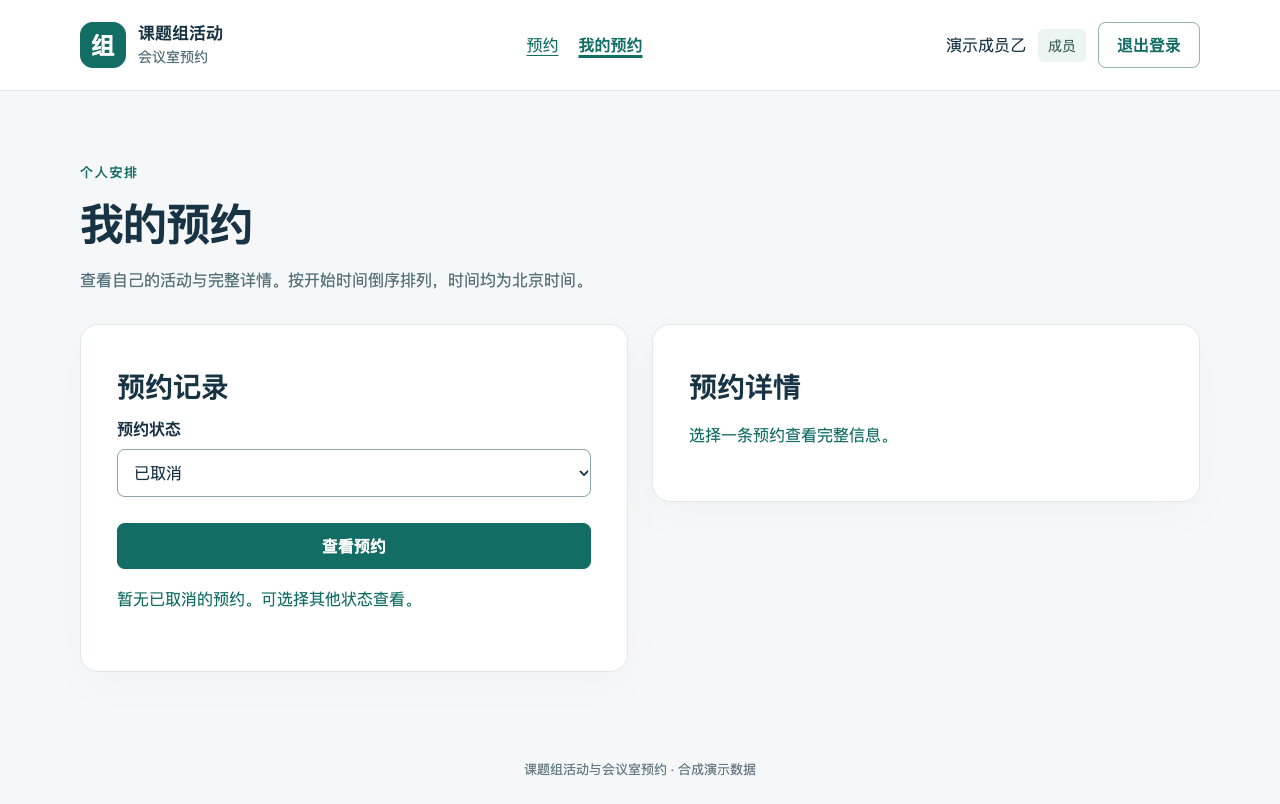 组
课题组活动
会议室预约
预约
我的预约
演示成员乙
成员
退出登录
个人安排
我的预约
查看自己的活动与完整详情。按开始时间倒序排列，时间均为北京时间。
预约记录
预约状态
已取消
查看预约
暂无已取消的预约。可选择其他状态查看。
预约详情
选择一条预约查看完整信息。
课题组活动与会议室预约 · 合成演示数据